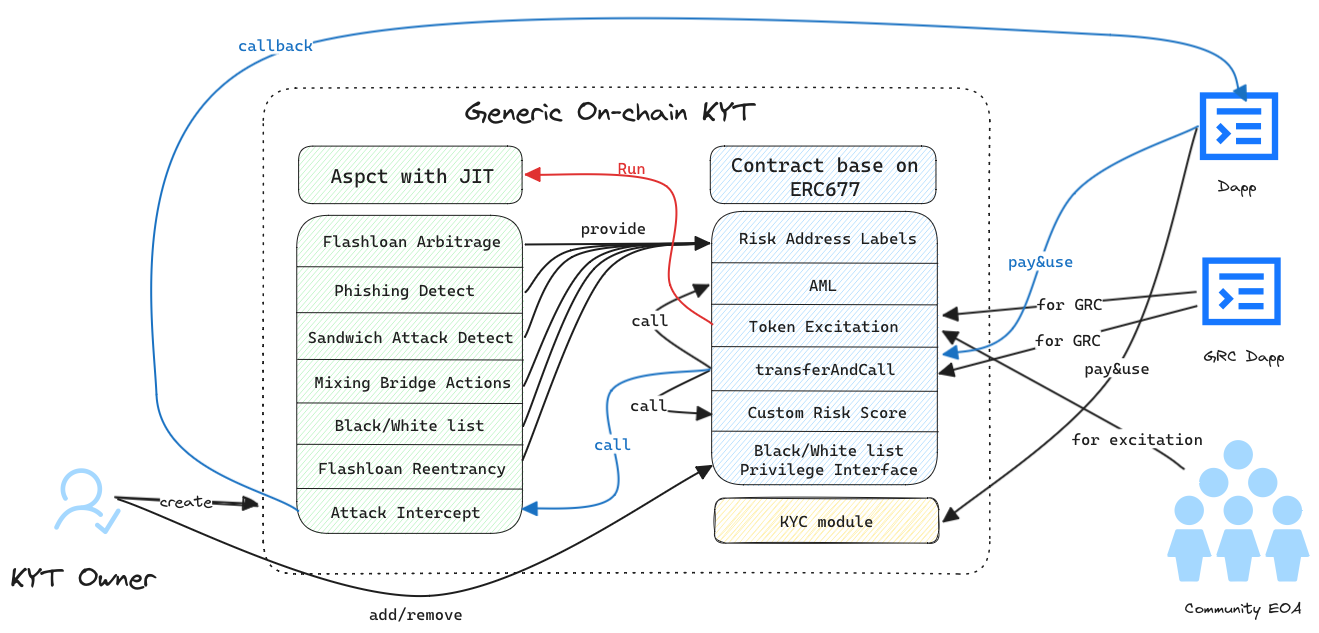 callback
Generic On-chain KYT
Aspct with JIT
Run
Contract base on
ERC677
Dapp
Flashloan Arbitrage
provide
Risk Address Labels
Phishing Detect
AML
pay&use
Sandwich Attack Detect
call
Token Excitation
for GRC
for GRC
GRC Dapp
Mixing Bridge Actions
transferAndCall
pay&use
Black/White list
call
Custom Risk Score
Flashloan Reentrancy
call
Black/White list
Privilege Interface
for excitation
Attack Intercept
KYC module
create
KYT Owner
add/remove
Community EOA